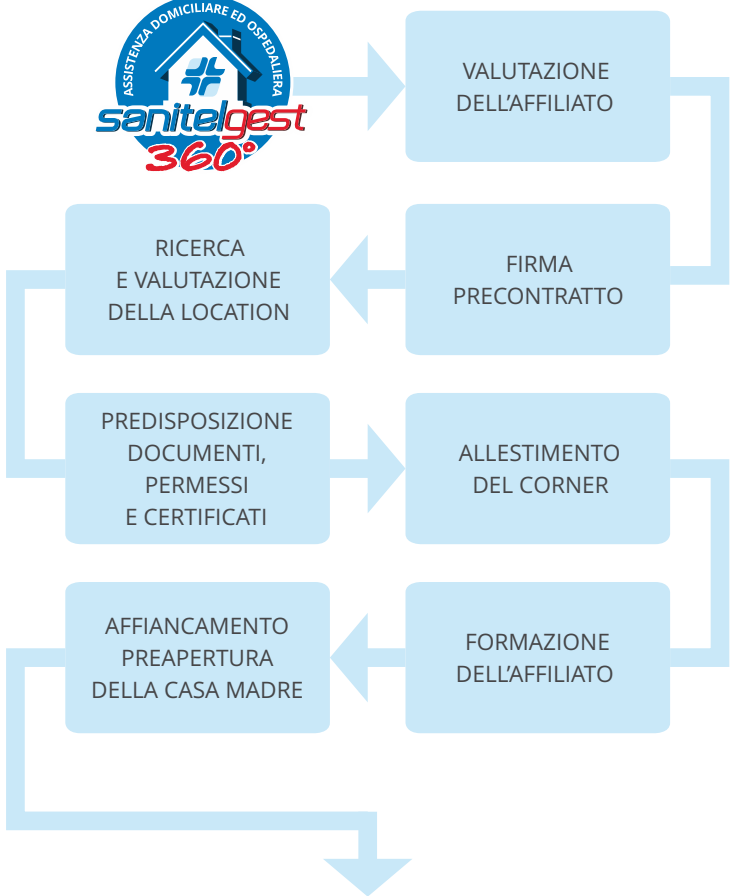 ASSISTENZA DOMICILIARE ED OSPEDALIERA
sanitelgest
360°
VALUTAZIONE
DELL'AFFILIATO
FIRMA
PRECONTRATTO
RICERCA
E VALUTAZIONE
DELLA LOCATION
PREDISPOSIZIONE
DOCUMENTI,
PERMESSI
E CERTIFICATI
ALLESTIMENTO
DEL CORNER
FORMAZIONE
DELL'AFFILIATO
AFFIANCAMENTO
PREAPERTURA
DELLA CASA MADRE